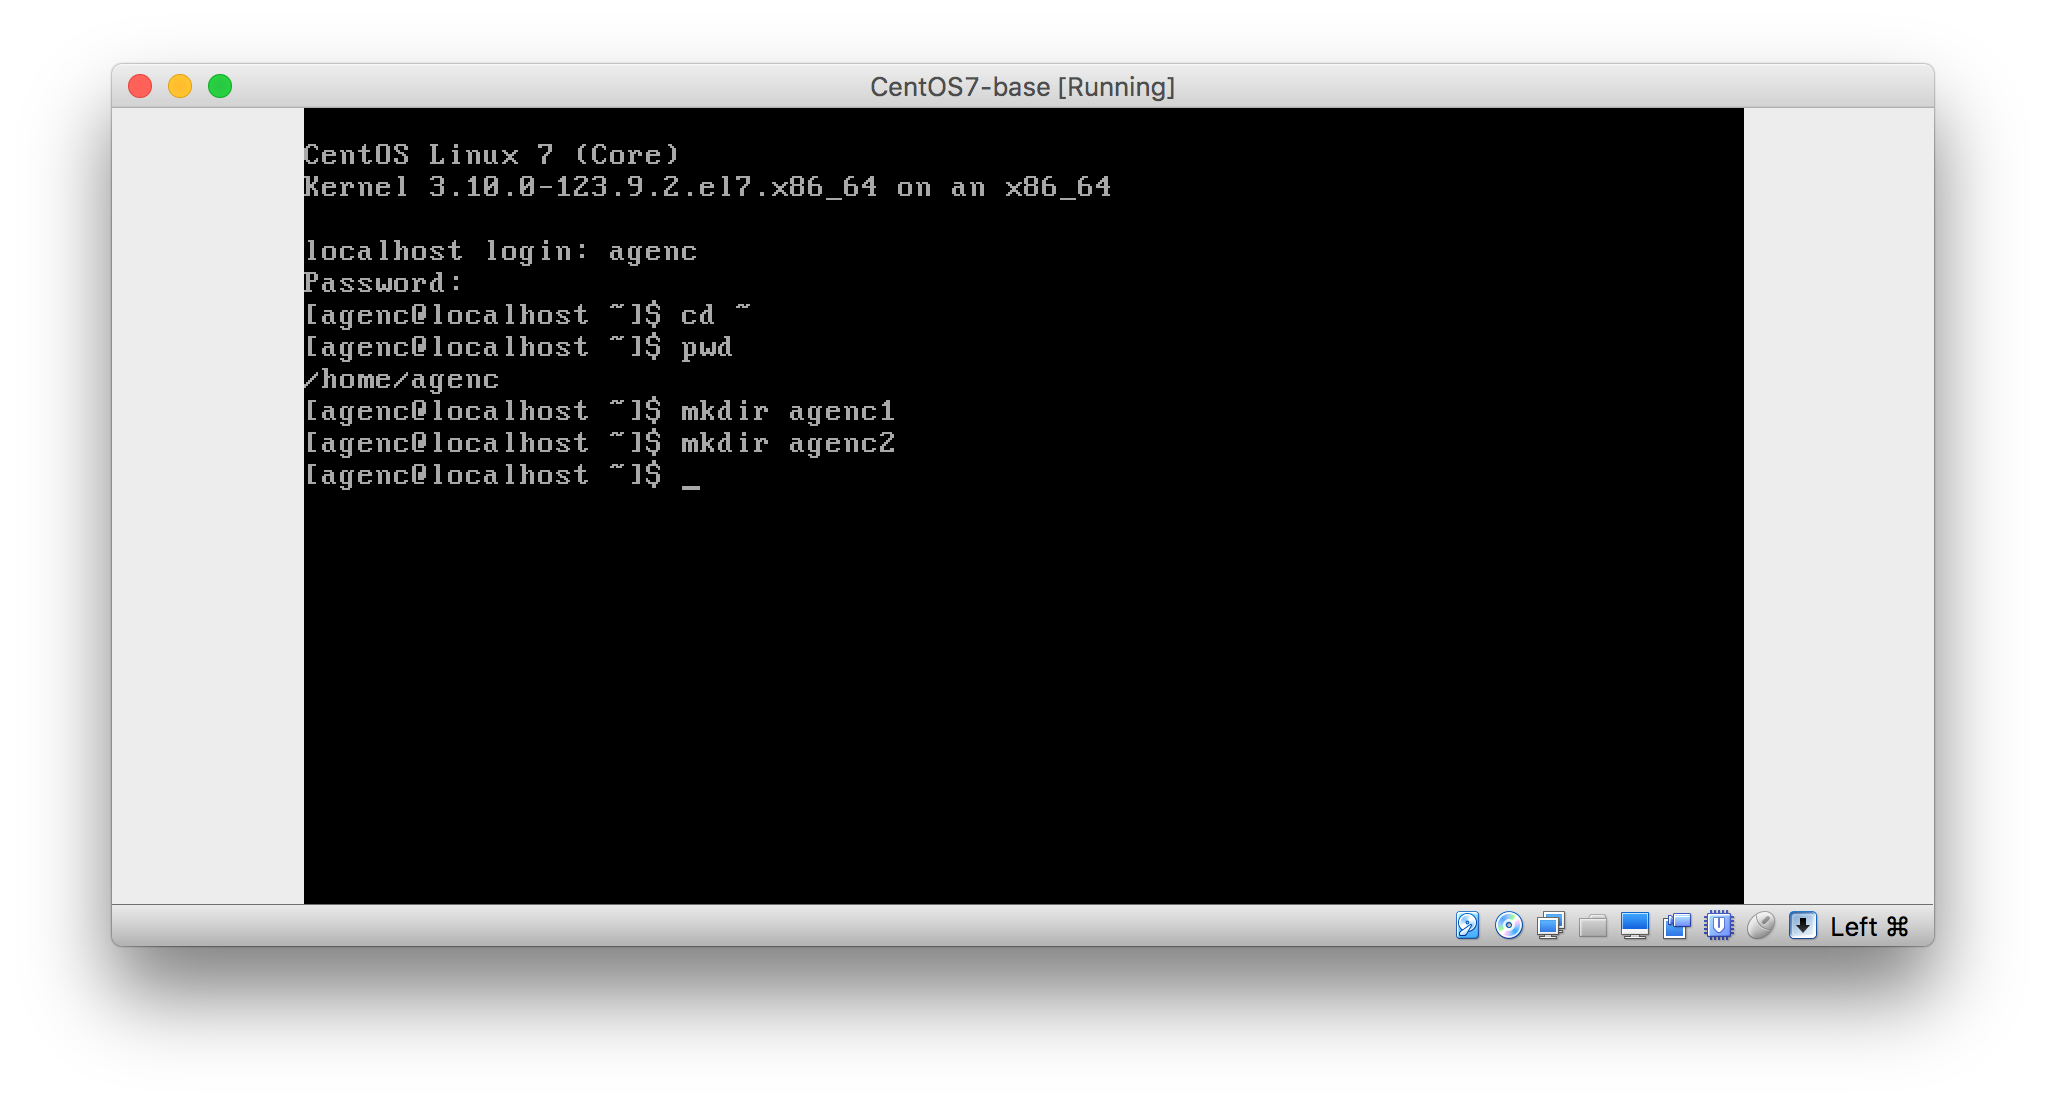 CentOS7-base [Running]
CentOS Linux 7 (Core)
Kernel 3.10.0-123.9.2.el7.x86_64 on an x86_64
localhost login: agenc
Password:
[agenc@localhost ~]$ cd ~
[agenc@localhost ~]$ pwd
/home/agenc
[agenc@localhost ~]$ mkdir agenc1
[agenc@localhost ~]$ mkdir agenc2
[agenc@localhost ~]$ _
Left ⌘